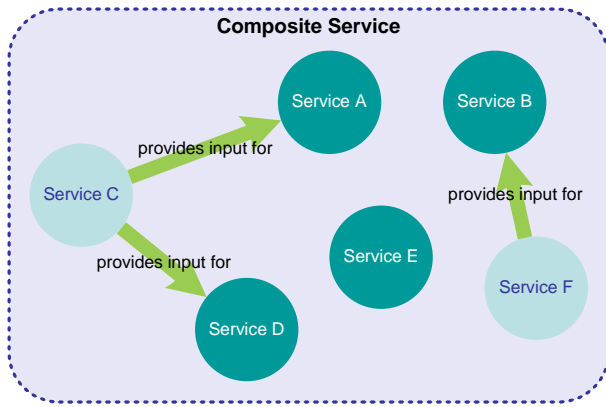 Composite Service
Service A
Service B
provides input for
Service C
provides input for
provides input for
Service E
Service F
Service D